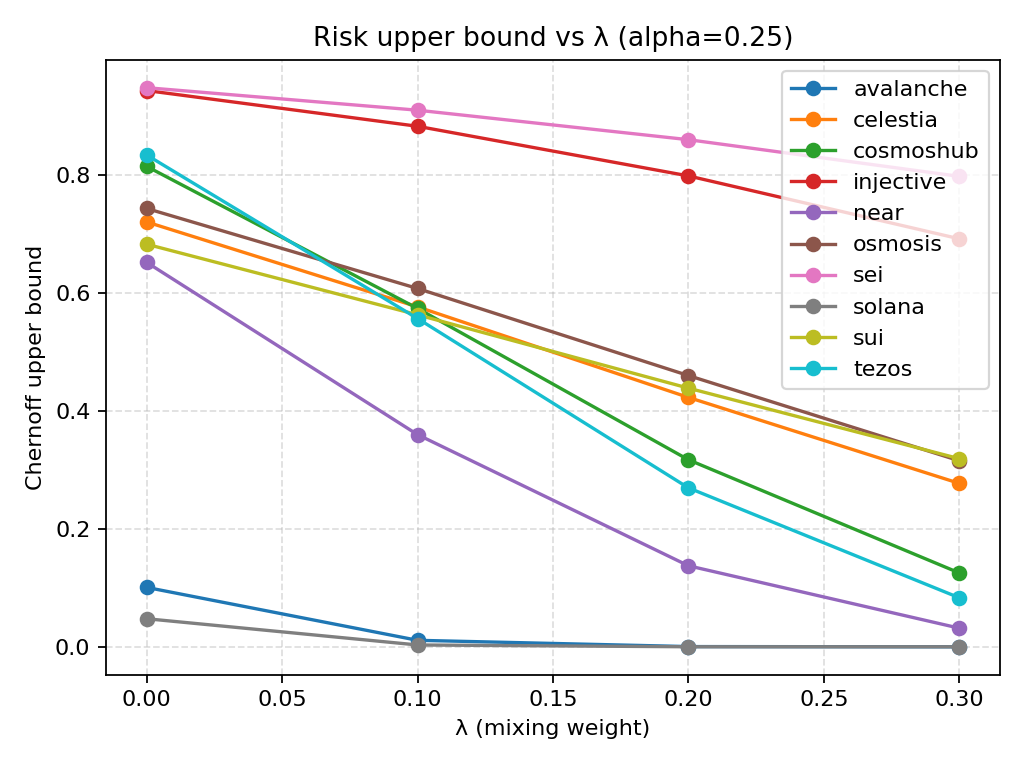 Risk upper bound vs λ (alpha=0.25)
Chernoff upper bound
0.8
0.6
0.4
0.2
0.0
avalanche
celestia
cosmoshub
injective
near
osmosis
sei
solana
sui
tezos
0.00 0.05 0.10 0.15 0.20 0.25 0.30
λ (mixing weight)